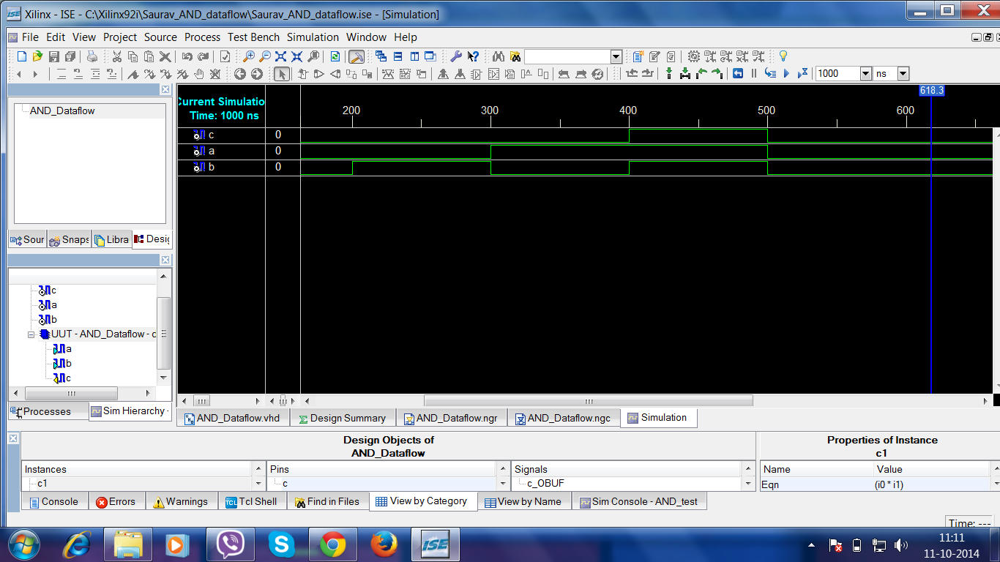 Xilinx - ISE - C:\Xilinx92i\Saurav_AND_dataflow\Saurav_AND_dataflow.ise - [Simulation]
File Edit View Project Source Process Test Bench Simulation Window Help
1000 ns
AND_Dataflow
Sour Snaps Libra Desig
Current Simulatio
Time: 1000 ns
618.3
200 300 400 500 600
c 0
a 0
b 0
c
a
b
UUT - AND_Dataflow - c
a
b
c
Processes Sim Hierarchy -
AND_Dataflow.vhd Design Summary AND_Dataflow.ngr AND_Dataflow.ngc Simulation
Design Objects of
AND_Dataflow
Properties of Instance
c1
Instances Pins Signals Name Value
c1 c c_OBUF Eqn (i0 * i1)
Console Errors Warnings TCL Tcl Shell Find in Files View by Category View by Name Sim Console - AND_test
Time: ---
ISE
11:11
11-10-2014